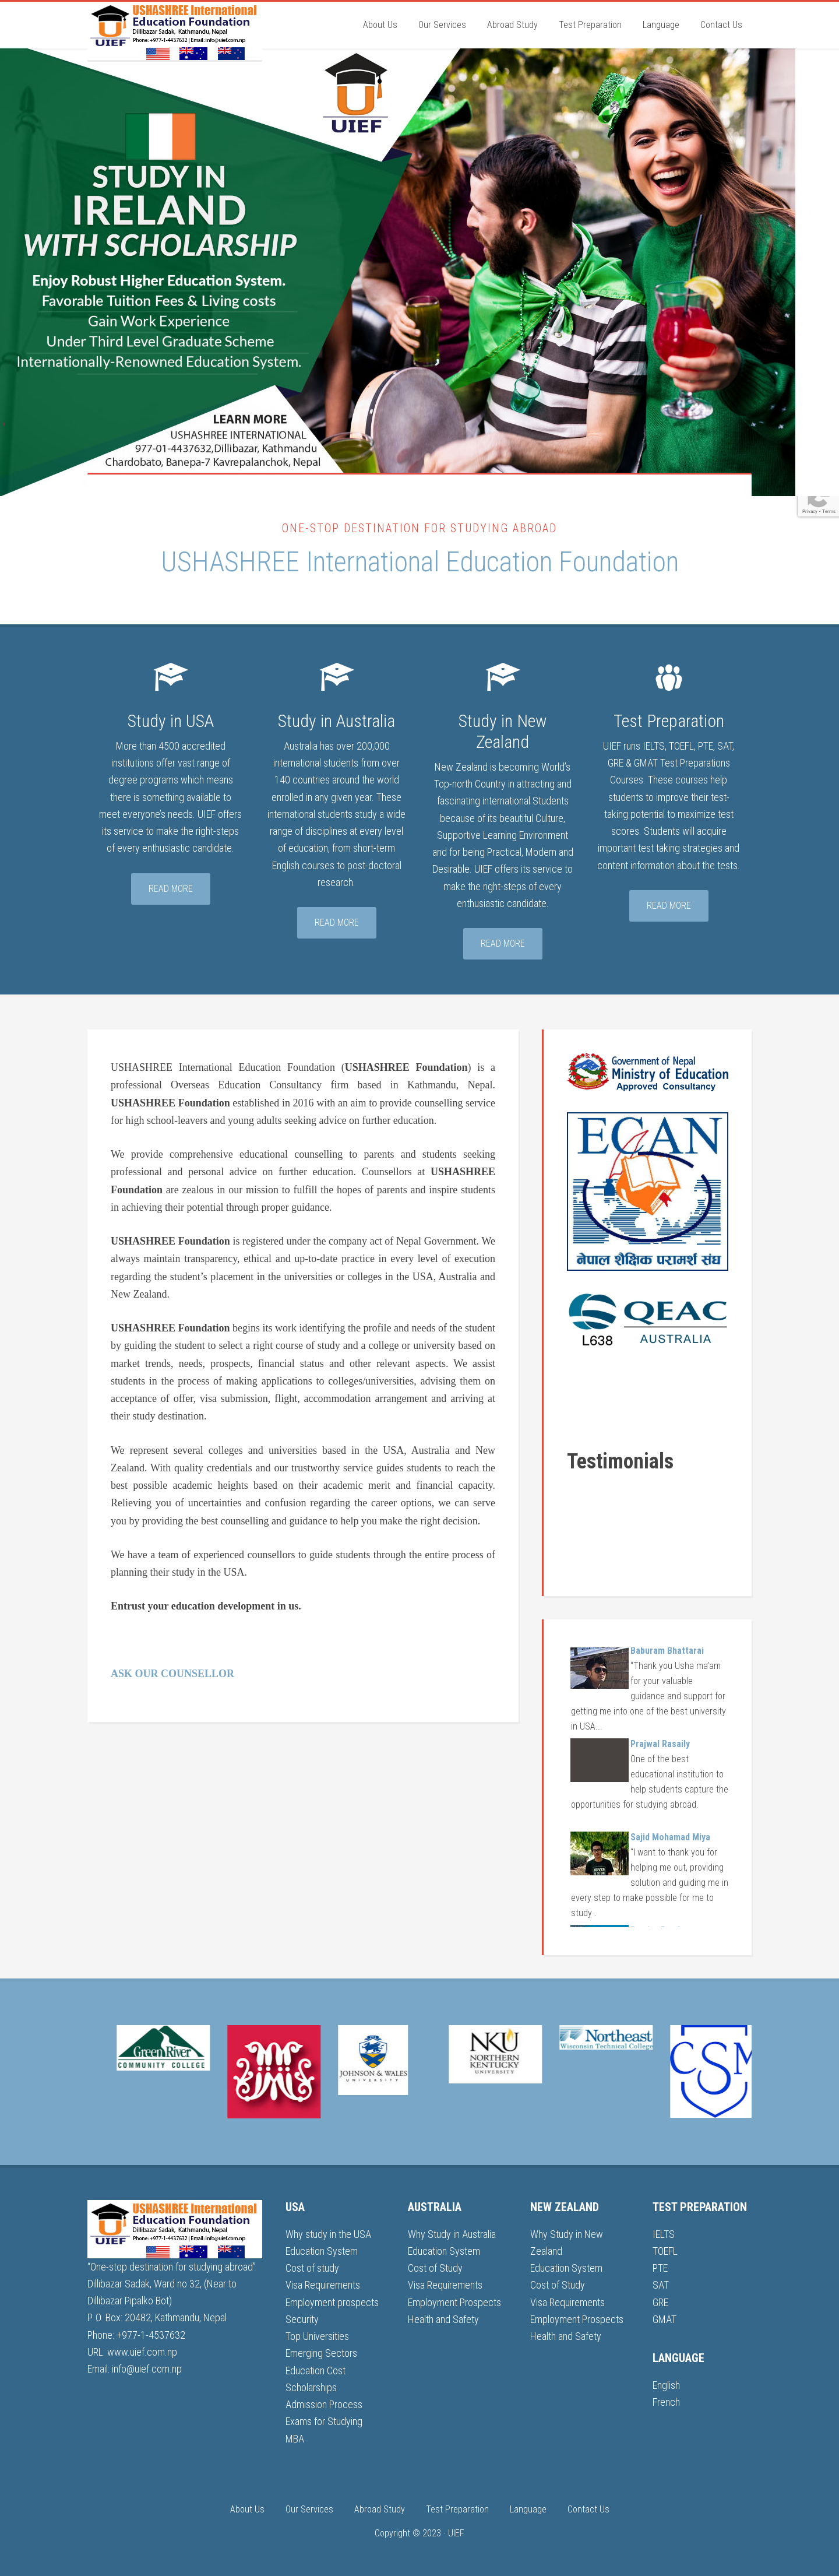 USHASHREE International
Education Foundation
Dillibazar Sadak, Kathmandu, Nepal
Phone: +977-1-4437632 | Email: info@uief.com.np
UIEF
About Us
Our Services
Abroad Study
Test Preparation
Language
Contact Us
UIEF
STUDY IN
IRELAND
WITH SCHOLARSHIP
Enjoy Robust Higher Education System.
Favorable Tuition Fees & Living costs
Gain Work Experience
Under Third Level Graduate Scheme
Internationally-Renowned Education System.
LEARN MORE
USHASHREE INTERNATIONAL
977-01-4437632,Dillibazar, Kathmandu
Chardobato, Banepa-7 Kavrepalanchok, Nepal
Privacy - Terms
ONE-STOP DESTINATION FOR STUDYING ABROAD
USHASHREE International Education Foundation
Study in USA
More than 4500 accredited
institutions offer vast range of
degree programs which means
there is something available to
meet everyone's needs. UIEF offers
its service to make the right-steps
of every enthusiastic candidate.
READ MORE
Study in Australia
Australia has over 200,000
international students from over
140 countries around the world
enrolled in any given year. These
international students study a wide
range of disciplines at every level
of education, from short-term
English courses to post-doctoral
research.
READ MORE
Study in New
Zealand
New Zealand is becoming World's
Top-north Country in attracting and
fascinating international Students
because of its beautiful Culture,
Supportive Learning Environment
and for being Practical, Modern and
Desirable. UIEF offers its service to
make the right-steps of every
enthusiastic candidate.
READ MORE
Test Preparation
UIEF runs IELTS, TOEFL, PTE, SAT,
GRE & GMAT Test Preparations
Courses. These courses help
students to improve their test-
taking potential to maximize test
scores. Students will acquire
important test taking strategies and
content information about the tests.
READ MORE
USHASHREE International Education Foundation (USHASHREE Foundation) is a
professional Overseas Education Consultancy firm based in Kathmandu, Nepal.
USHASHREE Foundation established in 2016 with an aim to provide counselling service
for high school-leavers and young adults seeking advice on further education.
We provide comprehensive educational counselling to parents and students seeking
professional and personal advice on further education. Counsellors at USHASHREE
Foundation are zealous in our mission to fulfill the hopes of parents and inspire students
in achieving their potential through proper guidance.
USHASHREE Foundation is registered under the company act of Nepal Government. We
always maintain transparency, ethical and up-to-date practice in every level of execution
regarding the student's placement in the universities or colleges in the USA, Australia and
New Zealand.
USHASHREE Foundation begins its work identifying the profile and needs of the student
by guiding the student to select a right course of study and a college or university based on
market trends, needs, prospects, financial status and other relevant aspects. We assist
students in the process of making applications to colleges/universities, advising them on
acceptance of offer, visa submission, flight, accommodation arrangement and arriving at
their study destination.
We represent several colleges and universities based in the USA, Australia and New
Zealand. With quality credentials and our trustworthy service guides students to reach the
best possible academic heights based on their academic merit and financial capacity.
Relieving you of uncertainties and confusion regarding the career options, we can serve
you by providing the best counselling and guidance to help you make the right decision.
We have a team of experienced counsellors to guide students through the entire process of
planning their study in the USA.
Entrust your education development in us.
ASK OUR COUNSELLOR
Government of Nepal
Ministry of Education
Approved Consultancy
ECAN
नेपाल शैक्षिक परामर्श संघ
QEAC
L638 AUSTRALIA
Testimonials
Baburam Bhattarai
"Thank you Usha ma'am
for your valuable
guidance and support for
getting me into one of the best university
in USA....
Prajwal Rasaily
One of the best
educational institution to
help students capture the
opportunities for studying abroad.
Sajid Mohamad Miya
"I want to thank you for
helping me out, providing
solution and guiding me in
every step to make possible for me to
study .
Green River
COMMUNITY COLLEGE
JOHNSON & WALES
UNIVERSITY
NKU
NORTHERN
KENTUCKY
UNIVERSITY
Northeast
Wisconsin Technical College
CSM
USHASHREE International
Education Foundation
Dillibazar Sadak, Kathmandu, Nepal
Phone: +977-1-4437632 | Email: info@uief.com.np
UIEF
"One-stop destination for studying abroad"
Dillibazar Sadak, Ward no 32, (Near to
Dillibazar Pipalko Bot)
P. O. Box: 20482, Kathmandu, Nepal
Phone: +977-1-4537632
URL: www.uief.com.np
Email: info@uief.com.np
USA
Why study in the USA
Education System
Cost of study
Visa Requirements
Employment prospects
Security
Top Universities
Emerging Sectors
Education Cost
Scholarships
Admission Process
Exams for Studying
MBA
AUSTRALIA
Why Study in Australia
Education System
Cost of Study
Visa Requirements
Employment Prospects
Health and Safety
NEW ZEALAND
Why Study in New
Zealand
Education System
Cost of Study
Visa Requirements
Employment Prospects
Health and Safety
TEST PREPARATION
IELTS
TOEFL
PTE
SAT
GRE
GMAT
LANGUAGE
English
French
About Us
Our Services
Abroad Study
Test Preparation
Language
Contact Us
Copyright © 2023 · UIEF